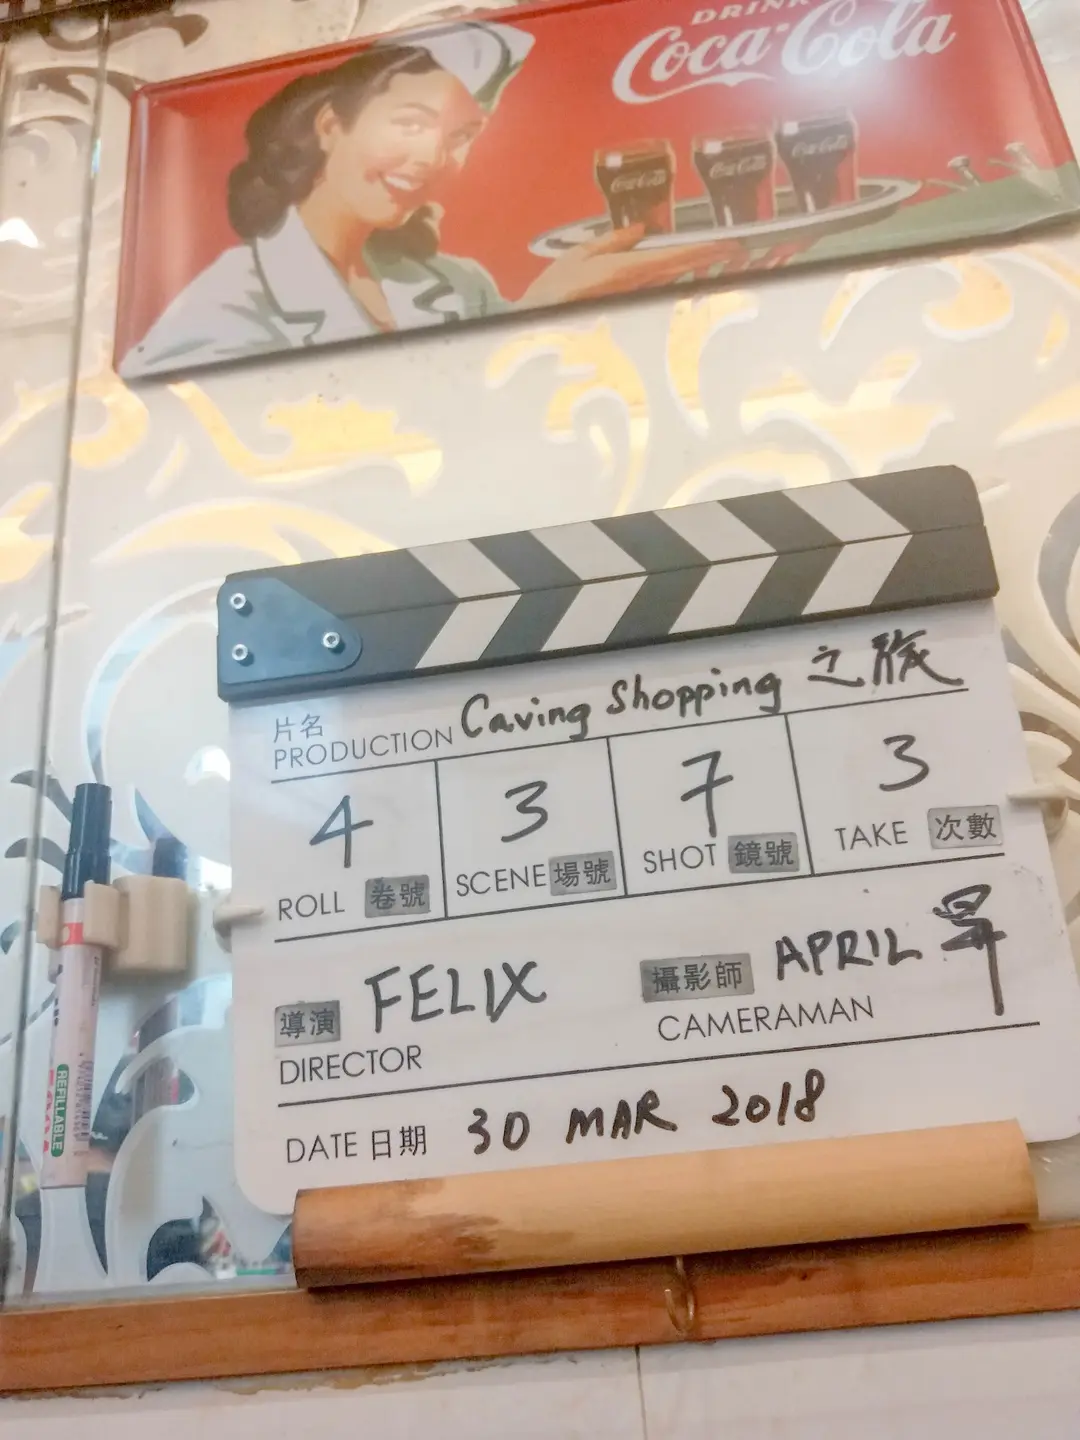 DRINK
Coca-Cola
Coca-Cola Coca-Cola Coca-Cola
片名
PRODUCTION Caving Shopping 之旅
4 3 7 3
ROLL 卷號 SCENE 場號 SHOT 鏡號 TAKE 次數
導演 FELIX 攝影師 APRIL
DIRECTOR CAMERAMAN
DATE 日期 30 MAR 2018
REFILLABLE